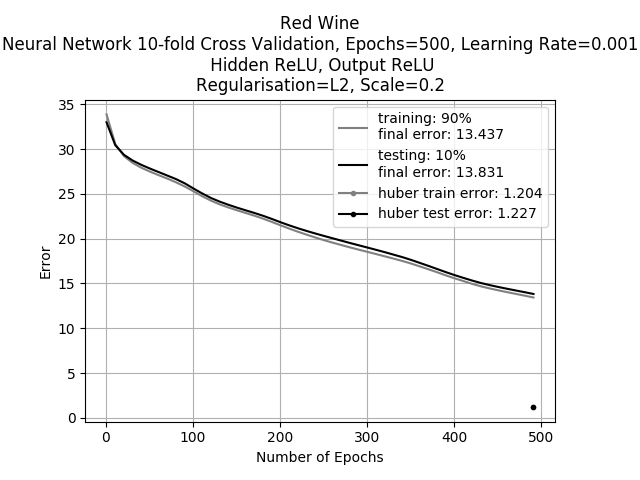 Red Wine
Neural Network 10-fold Cross Validation, Epochs=500, Learning Rate=0.001
Hidden ReLU, Output ReLU
Regularisation=L2, Scale=0.2
training: 90%
final error: 13.437
testing: 10%
final error: 13.831
huber train error: 1.204
huber test error: 1.227
Error
35
30
25
20
15
10
5
0
0 100 200 300 400 500
Number of Epochs